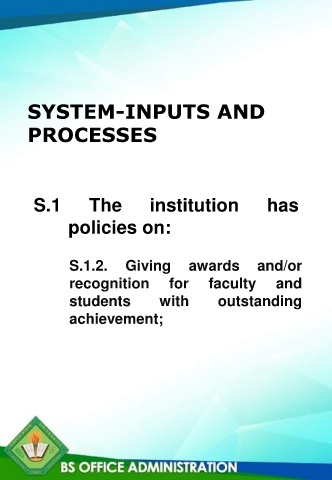 SYSTEM-INPUTS AND
PROCESSES
S.1 The institution has
policies on:
S.1.2. Giving awards and/or
recognition for faculty and
students with outstanding
achievement;
BS OFFICE ADMINISTRATION